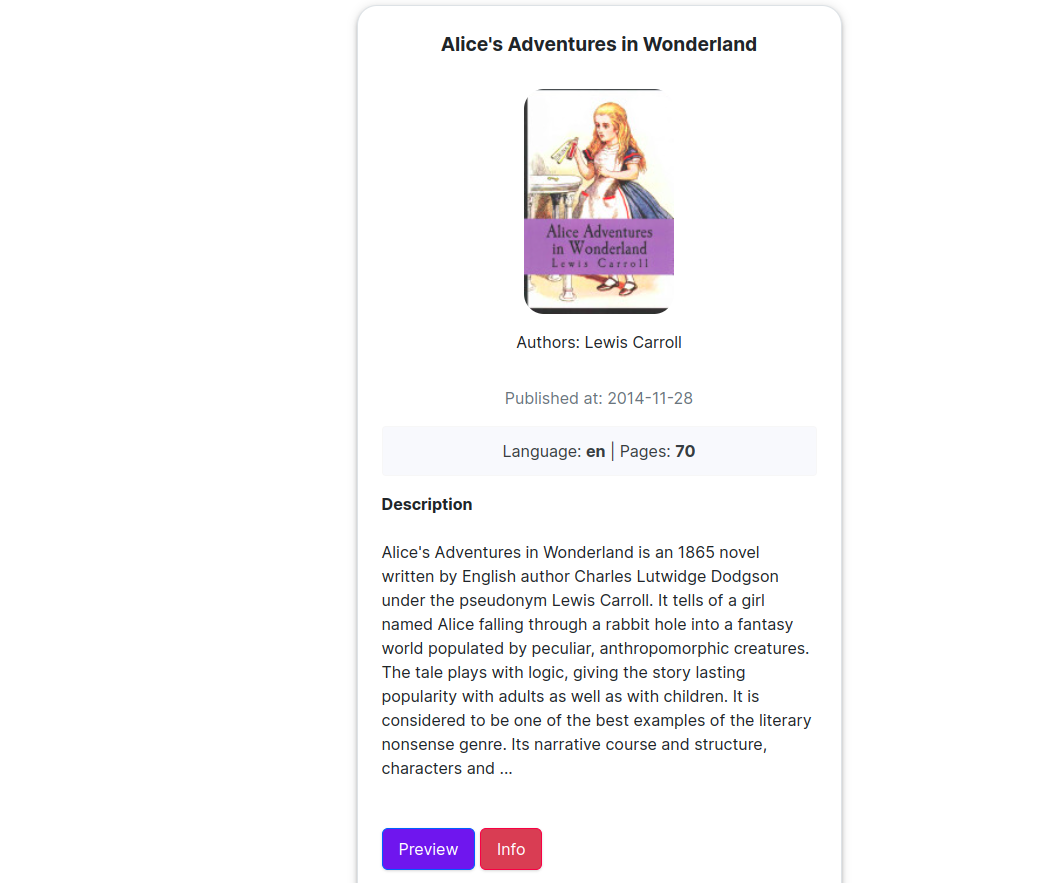 Alice's Adventures in Wonderland
Alice Adventures
in Wonderland
Lewis Carroll
Authors: Lewis Carroll
Published at: 2014-11-28
Language: en | Pages: 70
Description
Alice's Adventures in Wonderland is an 1865 novel
written by English author Charles Lutwidge Dodgson
under the pseudonym Lewis Carroll. It tells of a girl
named Alice falling through a rabbit hole into a fantasy
world populated by peculiar, anthropomorphic creatures.
The tale plays with logic, giving the story lasting
popularity with adults as well as with children. It is
considered to be one of the best examples of the literary
nonsense genre. Its narrative course and structure,
characters and ...
Preview Info